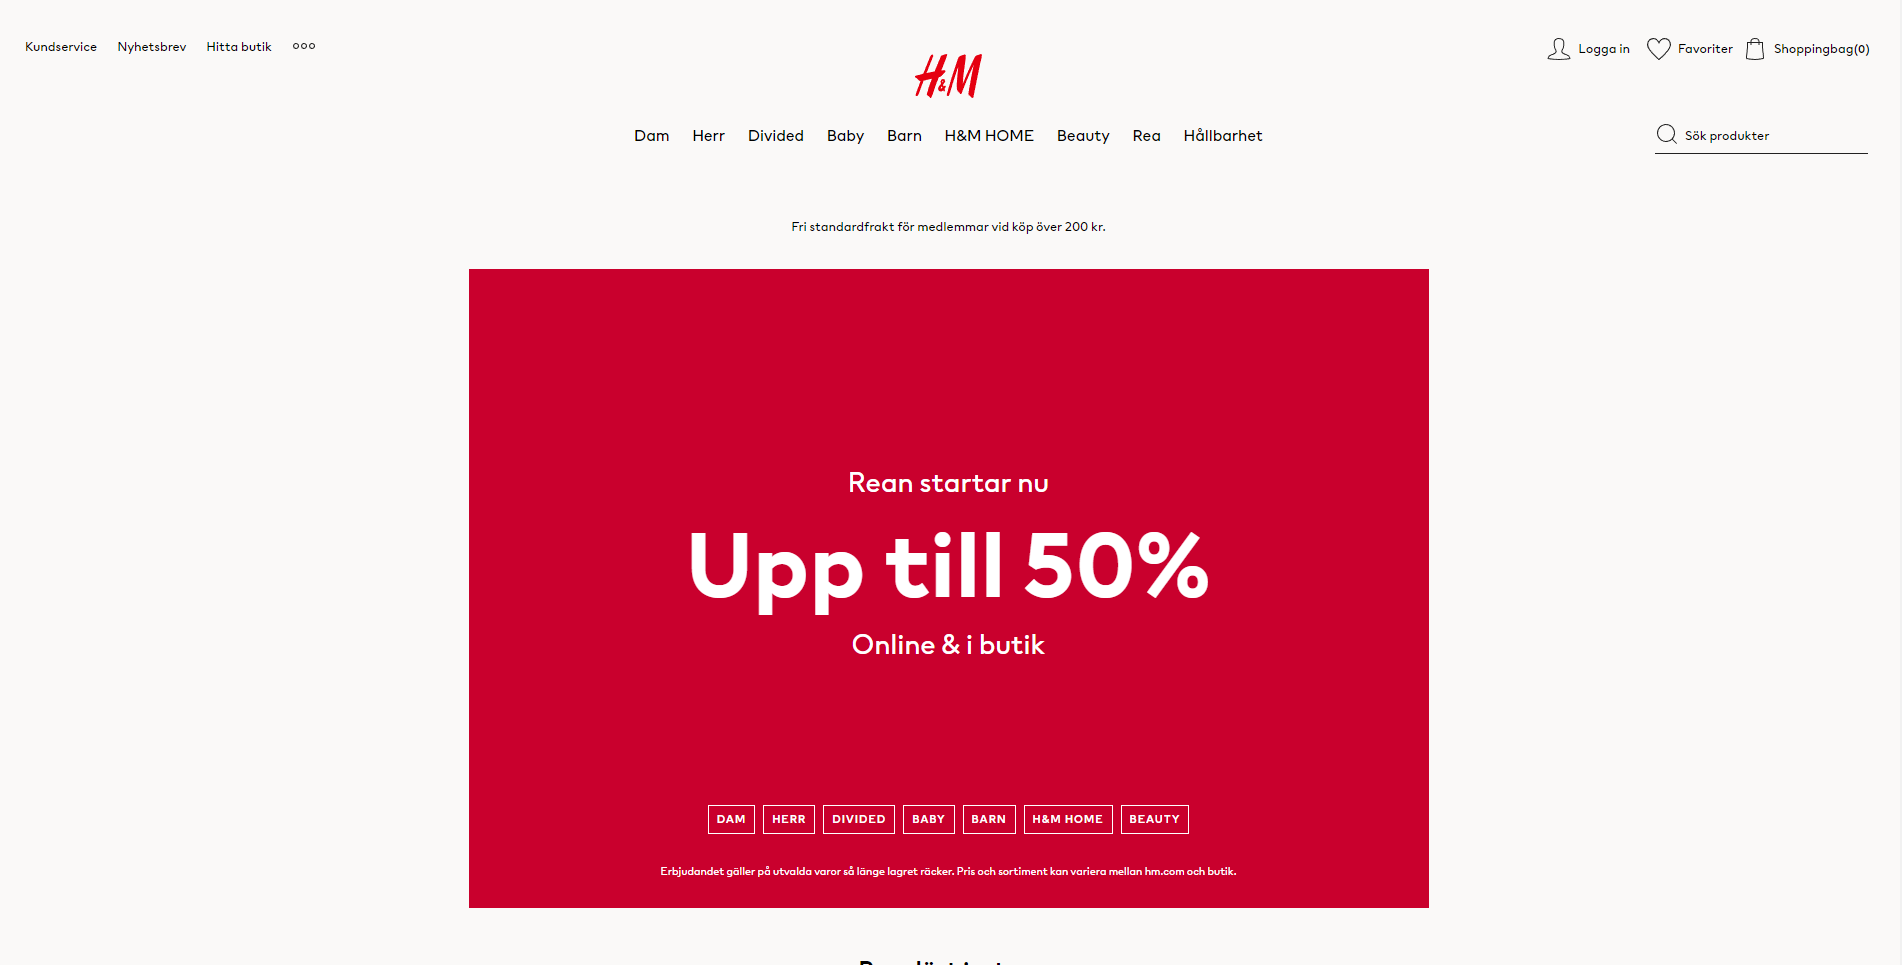 Kundservice Nyhetsbrev Hitta butik
Logga in Favoriter Shoppingbag(0)
H&M
Dam Herr Divided Baby Barn H&M HOME Beauty Rea Hållbarhet
Sök produkter
Fri standardfrakt för medlemmar vid köp över 200 kr.
Rean startar nu
Upp till 50%
Online & i butik
DAM HERR DIVIDED BABY BARN H&M HOME BEAUTY
Erbjudandet gäller på utvalda varor så länge lagret räcker. Pris och sortiment kan variera mellan hm.com och butik.